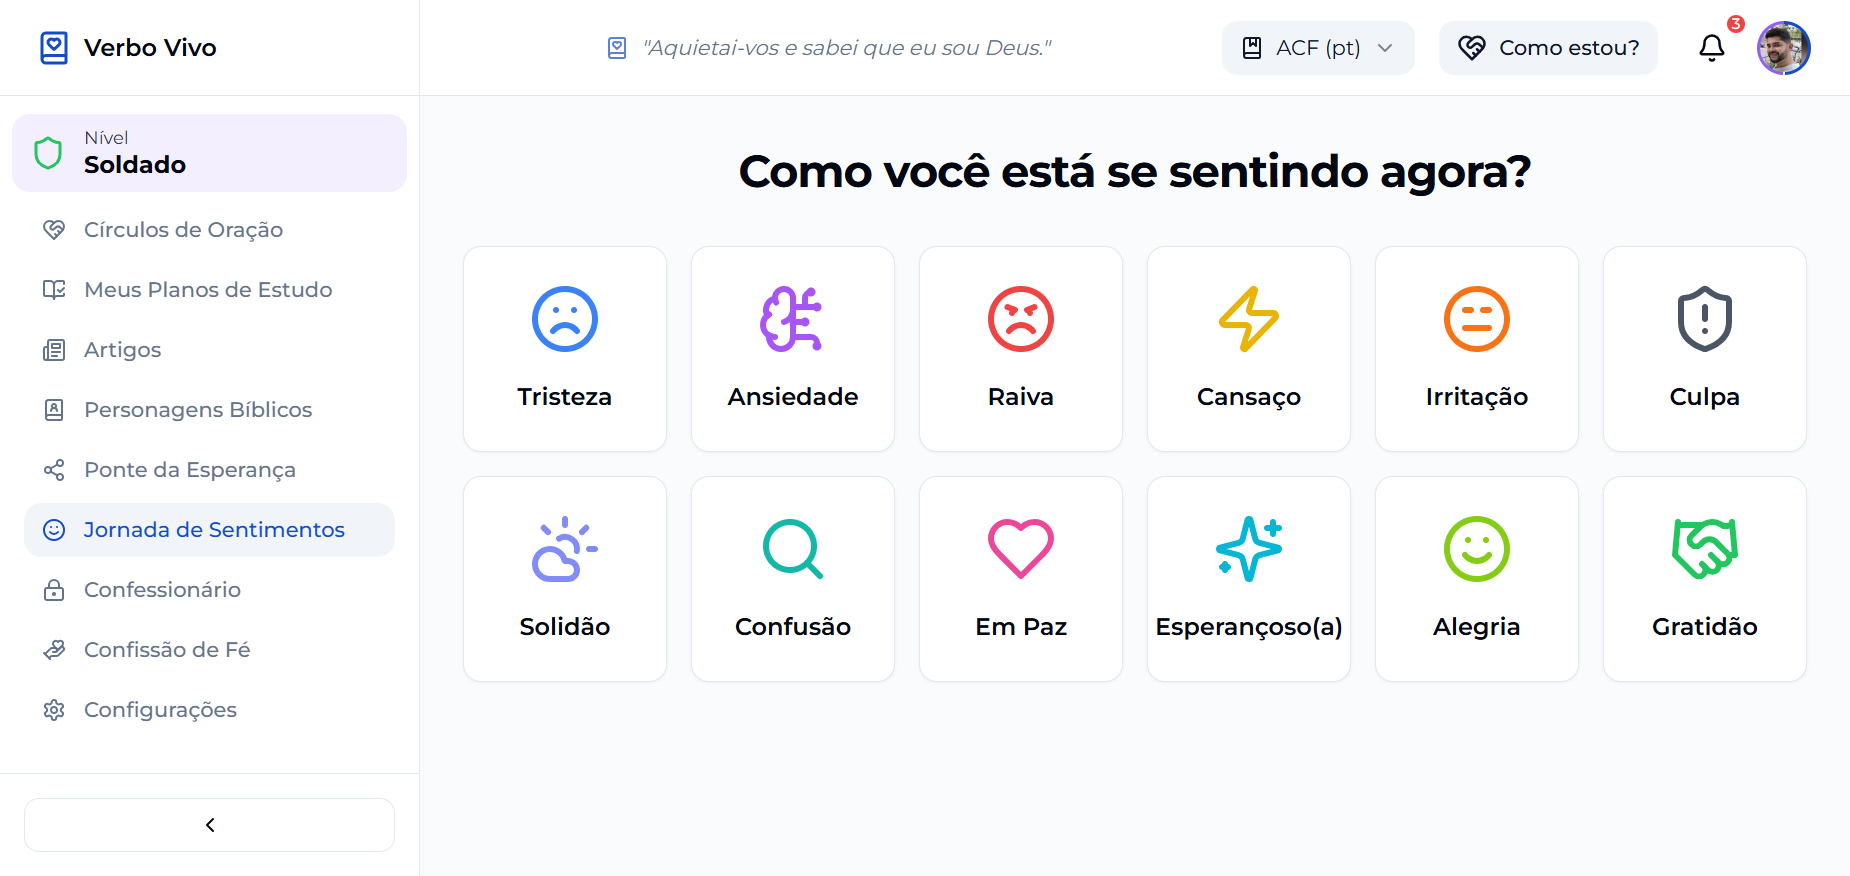 Verbo Vivo
"Aquietai-vos e sabei que eu sou Deus."
ACF (pt)
Como estou?
3
Nível
Soldado
Círculos de Oração
Meus Planos de Estudo
Artigos
Personagens Bíblicos
Ponte da Esperança
Jornada de Sentimentos
Confessionário
Confissão de Fé
Configurações
Como você está se sentindo agora?
Tristeza
Ansiedade
Raiva
Cansaço
Irritação
Culpa
Solidão
Confusão
Em Paz
Esperançoso(a)
Alegria
Gratidão